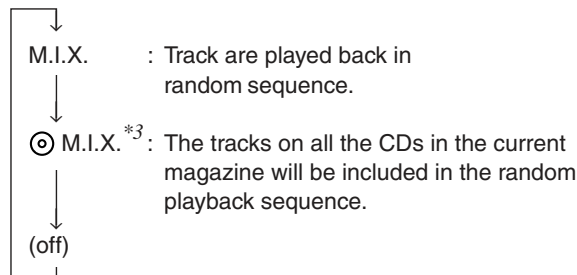 M.I.X. : Track are played back in
random sequence.
M.I.X.*3 : The tracks on all the CDs in the current
magazine will be included in the random
playback sequence.
(off)